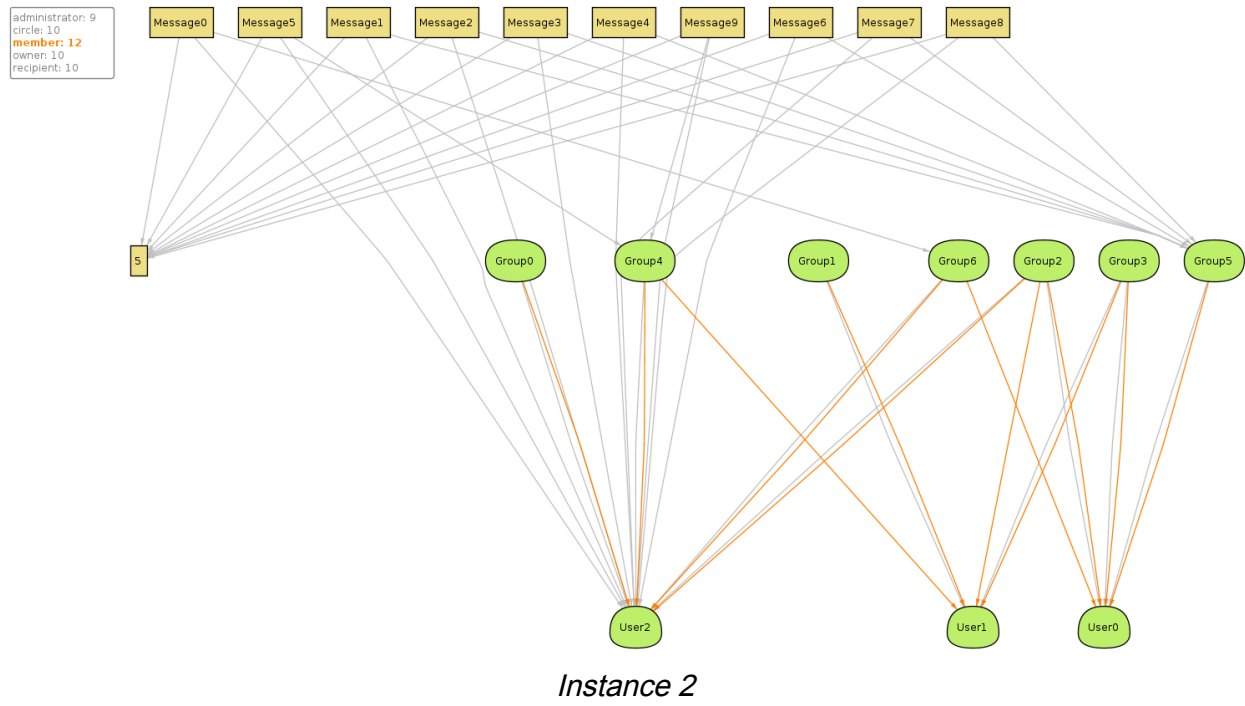 administrator: 9
circle: 10
member: 12
owner: 10
recipient: 10
Message0 Message5 Message1 Message2 Message3 Message4 Message9 Message6 Message7 Message8
5 Group0 Group4 Group1 Group6 Group2 Group3 Group5
User2 User1 User0
Instance 2